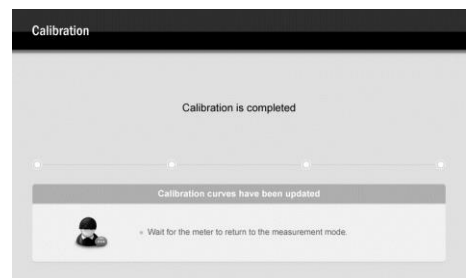 Calibration
Calibration is completed
Calibration curves have been updated
Wait for the meter to return to the measurement mode.